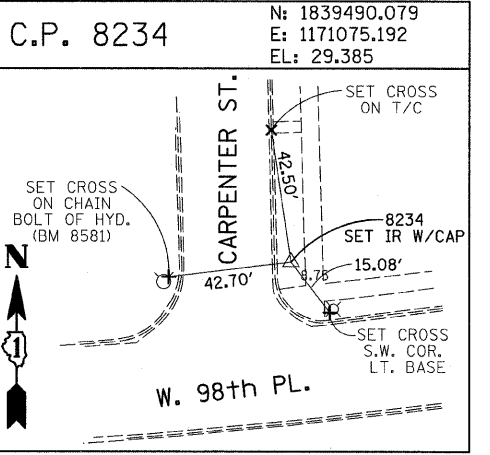 C.P. 8234
N: 1839490.079
E: 1171075.192
EL: 29.385
CARPENTER ST.
SET CROSS
ON T/C
42.50'
SET CROSS
ON CHAIN
BOLT OF HYD.
(BM 8581)
8234
SET IR W/CAP
42.70'
8.75
15.08'
N
1
SET CROSS
S.W. COR.
LT. BASE
W. 98th PL.